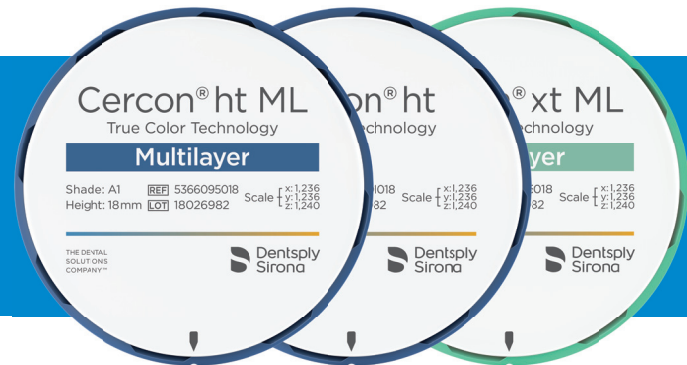 Cercon® ht ML
True Color Technology
Multilayer
Shade: A1 REF 5366095018
Height: 18mm LOT 18026982
Scale x:1,236
y:1,236
z:1,240
THE DENTAL
SOLUTIONS
COMPANY™
Dentsply
Sirona
on® ht
echnology
018
82
Scale x:1,236
y:1,236
z:1,240
Dentsply
Sirona
® xt ML
chnology
yer
5018
82
Scale x:1,236
y:1,236
z:1,240
Dentsply
Sirona